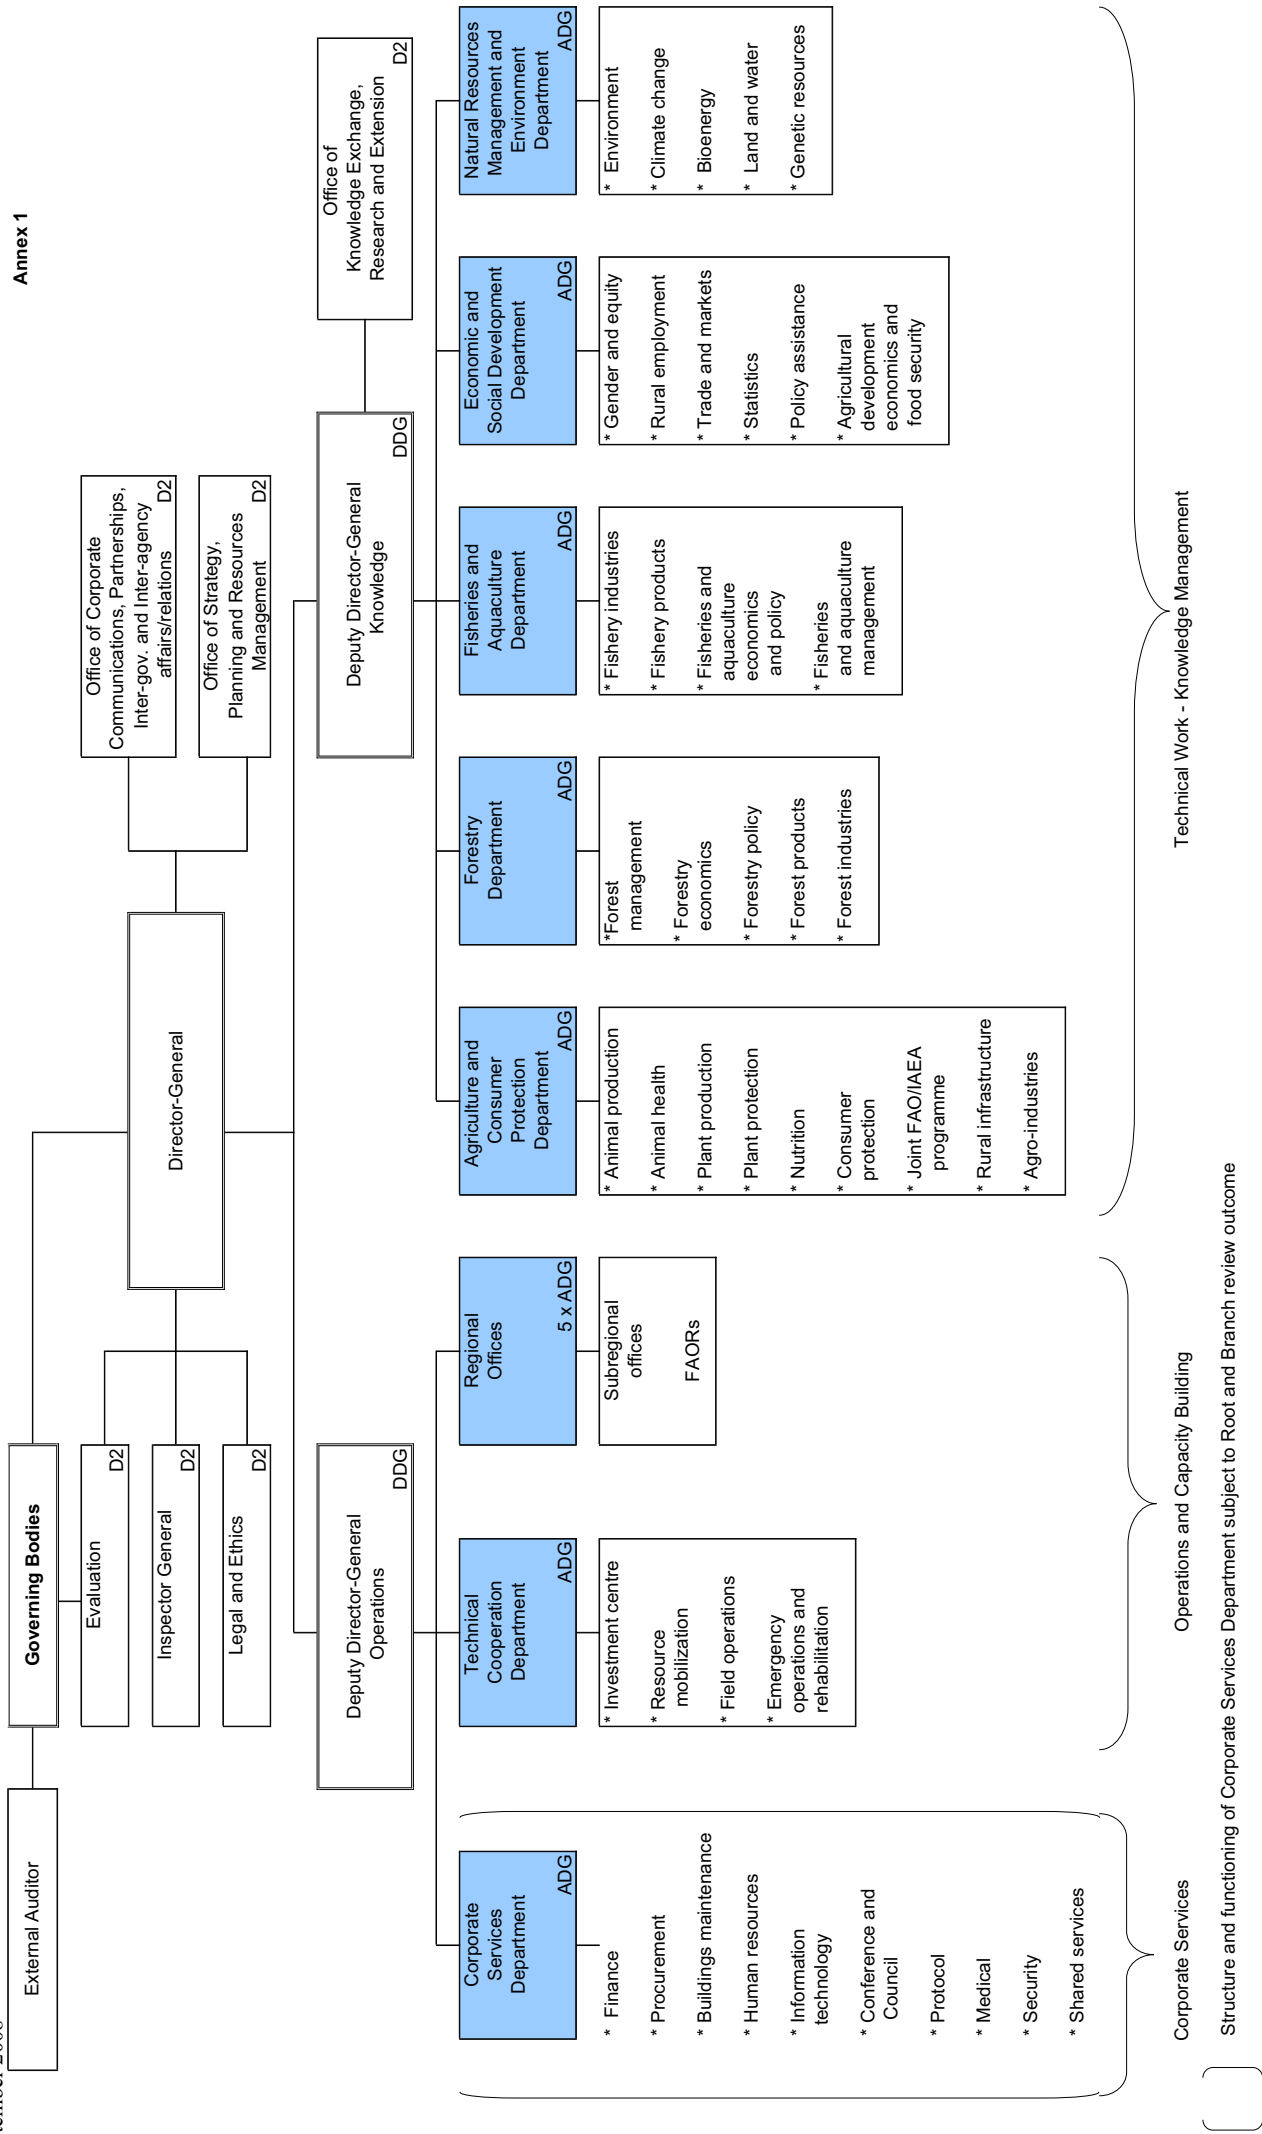 Annex 1
External Auditor
Governing Bodies
Evaluation
D2
Inspector General
D2
Legal and Ethics
D2
Director-General
Office of Corporate
Communications, Partnerships,
Inter-gov. and Inter-agency
affairs/relations
D2
Office of Strategy,
Planning and Resources
Management
D2
Deputy Director-General
Operations
DDG
Deputy Director-General
Knowledge
DDG
Office of
Knowledge Exchange,
Research and Extension
D2
Corporate
Services
Department
ADG
* Finance
* Procurement
* Buildings maintenance
* Human resources
* Information
technology
* Conference and
Council
* Protocol
* Medical
* Security
* Shared services
Technical
Cooperation
Department
ADG
* Investment centre
* Resource
mobilization
* Field operations
* Emergency
operations and
rehabilitation
Regional
Offices
5 x ADG
Subregional
offices
FAORs
Agriculture and
Consumer
Protection
Department
ADG
* Animal production
* Animal health
* Plant production
* Plant protection
* Nutrition
* Consumer
protection
* Joint FAO/IAEA
programme
* Rural infrastructure
* Agro-industries
Forestry
Department
ADG
*Forest
management
* Forestry
economics
* Forestry policy
* Forest products
* Forest industries
Fisheries and
Aquaculture
Department
ADG
* Fishery industries
* Fishery products
* Fisheries and
aquaculture
economics
and policy
* Fisheries
and aquaculture
management
Economic and
Social Development
Department
ADG
* Gender and equity
* Rural employment
* Trade and markets
* Statistics
* Policy assistance
* Agricultural
development
economics and
food security
Natural Resources
Management and
Environment
Department
ADG
* Environment
* Climate change
* Bioenergy
* Land and water
* Genetic resources
Corporate Services
Operations and Capacity Building
Technical Work - Knowledge Management
Structure and functioning of Corporate Services Department subject to Root and Branch review outcome